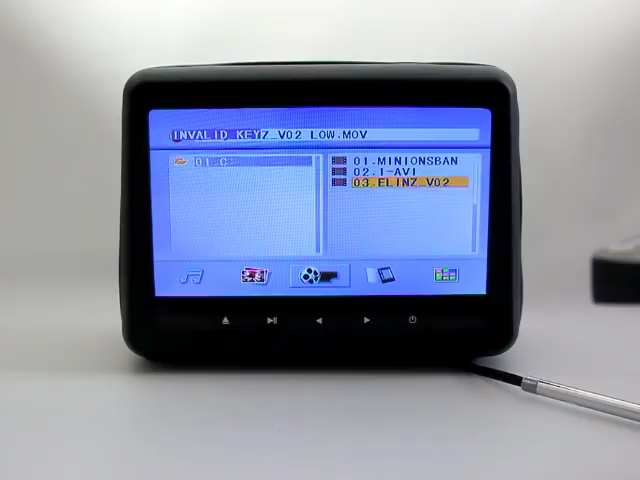 INVALID KEYZ_V02 LOW.MOV
01.C:
01.MINIONSBAN
02.1-AVI
03.ELINZ_V02